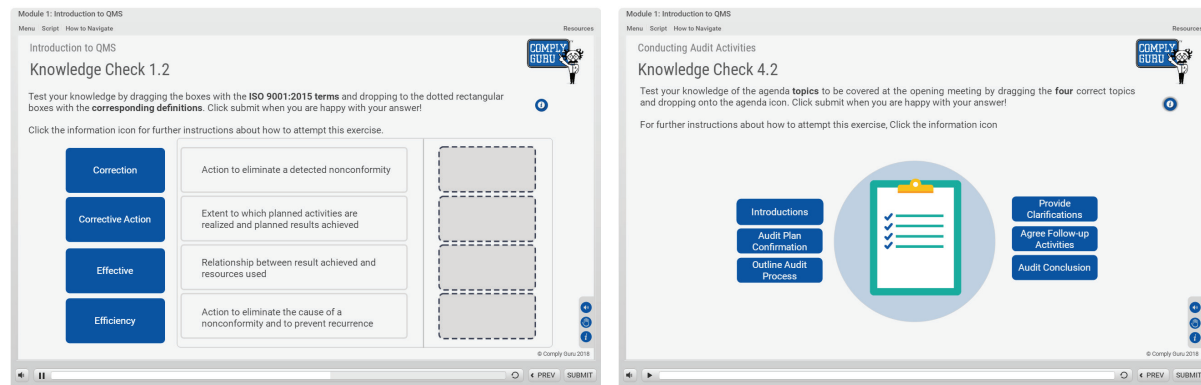 Module 1: Introduction to QMS
Menu Script How to Navigate Resources
Introduction to QMS
COMPLY
GURU
Knowledge Check 1.2
Test your knowledge by dragging the boxes with the ISO 9001:2015 terms and dropping to the dotted rectangular
boxes with the corresponding definitions. Click submit when you are happy with your answer!
Click the information icon for further instructions about how to attempt this exercise.
Correction
Action to eliminate a detected nonconformity
Corrective Action
Extent to which planned activities are
realized and planned results achieved
Effective
Relationship between result achieved and
resources used
Efficiency
Action to eliminate the cause of a
nonconformity and to prevent recurrence
© Comply Guru 2018
PREV SUBMIT
Module 1: Introduction to QMS
Menu Script How to Navigate Resources
Conducting Audit Activities
COMPLY
GURU
Knowledge Check 4.2
Test your knowledge of the agenda topics to be covered at the opening meeting by dragging the four correct topics
and dropping onto the agenda icon. Click submit when you are happy with your answer!
For further instructions about how to attempt this exercise, Click the information icon
Introductions
Audit Plan
Confirmation
Outline Audit
Process
Provide
Clarifications
Agree Follow-up
Activities
Audit Conclusion
© Comply Guru 2018
PREV SUBMIT